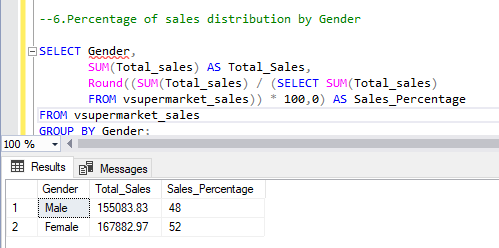 --6.Percentage of sales distribution by Gender
SELECT Gender,
SUM(Total_sales) AS Total_Sales,
Round((SUM(Total_sales) / (SELECT SUM(Total_sales)
FROM vsupermarket_sales)) * 100,0) AS Sales_Percentage
FROM vsupermarket_sales
GROUP BY Gender;
100 %
Results Messages
Gender Total_Sales Sales_Percentage
1 Male 155083.83 48
2 Female 167882.97 52